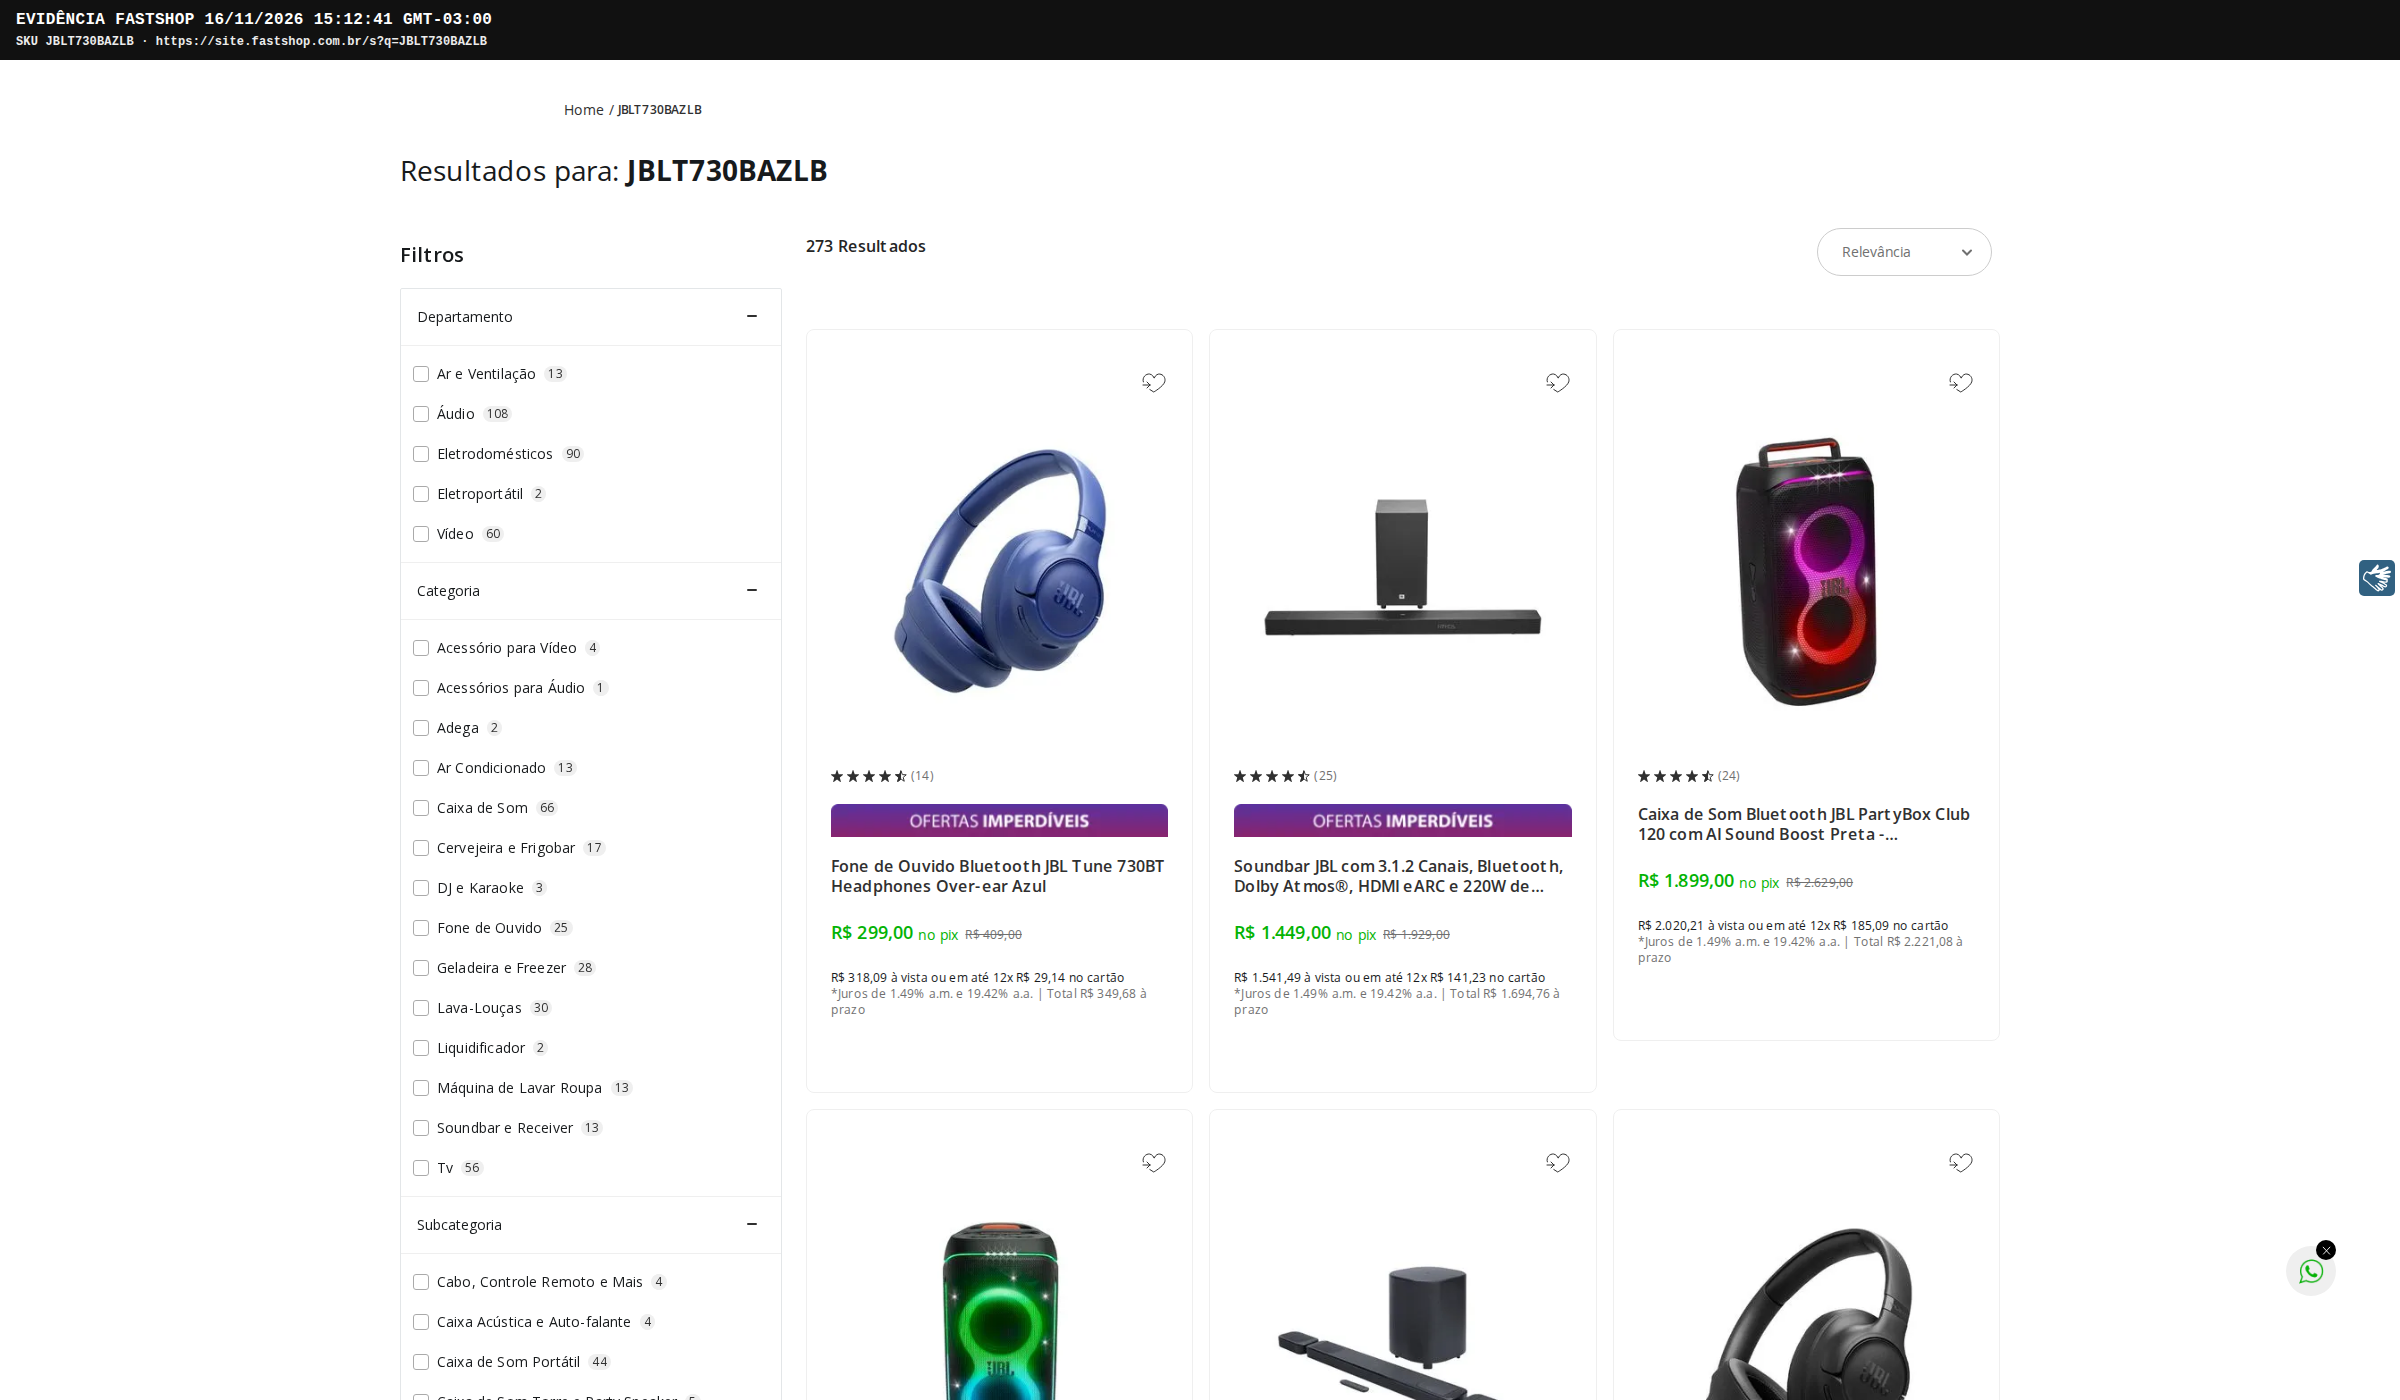 EVIDÊNCIA FASTSHOP 16/11/2026 15:12:41 GMT-03:00
SKU JBLT730BAZLB · https://site.fastshop.com.br/s?q=JBLT730BAZLB
Home / JBLT730BAZLB
Resultados para: JBLT730BAZLB
Filtros
273 Resultados
Relevância
Departamento
Ar e Ventilação 13
Áudio 108
Eletrodomésticos 90
Eletroportátil 2
Vídeo 60
Categoria
Acessório para Vídeo 4
Acessórios para Áudio 1
Adega 2
Ar Condicionado 13
Caixa de Som 66
Cervejeira e Frigobar 17
DJ e Karaoke 3
Fone de Ouvido 25
Geladeira e Freezer 28
Lava-Louças 30
Liquidificador 2
Máquina de Lavar Roupa 13
Soundbar e Receiver 13
Tv 56
Subcategoria
Cabo, Controle Remoto e Mais 4
Caixa Acústica e Auto-falante 4
Caixa de Som Portátil 44
JBL
(14)
OFERTAS IMPERDÍVEIS
Fone de Ouvido Bluetooth JBL Tune 730BT
Headphones Over-ear Azul
R$ 299,00 no pix R$ 409,00
R$ 318,09 à vista ou em até 12x R$ 29,14 no cartão
*Juros de 1.49% a.m. e 19.42% a.a. | Total R$ 349,68 à
prazo
(25)
OFERTAS IMPERDÍVEIS
Soundbar JBL com 3.1.2 Canais, Bluetooth,
Dolby Atmos®, HDMI eARC e 220W de...
R$ 1.449,00 no pix R$ 1.929,00
R$ 1.541,49 à vista ou em até 12x R$ 141,23 no cartão
*Juros de 1.49% a.m. e 19.42% a.a. | Total R$ 1.694,76 à
prazo
JBL
(24)
Caixa de Som Bluetooth JBL PartyBox Club
120 com AI Sound Boost Preta -...
R$ 1.899,00 no pix R$ 2.629,00
R$ 2.020,21 à vista ou em até 12x R$ 185,09 no cartão
*Juros de 1.49% a.m. e 19.42% a.a. | Total R$ 2.221,08 à
prazo
JBL
JBL